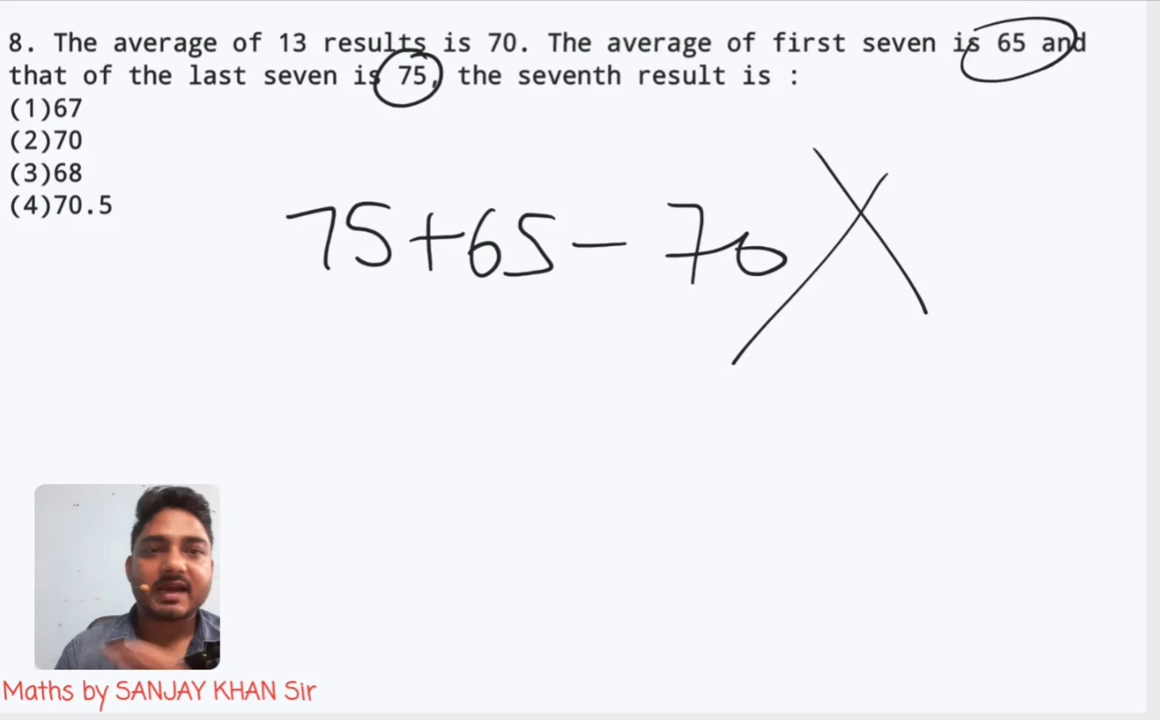 8. The average of 13 results is 70. The average of first seven is 65 and
that of the last seven is 75, the seventh result is :
(1)67
(2)70
(3)68
(4)70.5
75+65-70
Maths by SANJAY KHAN Sir